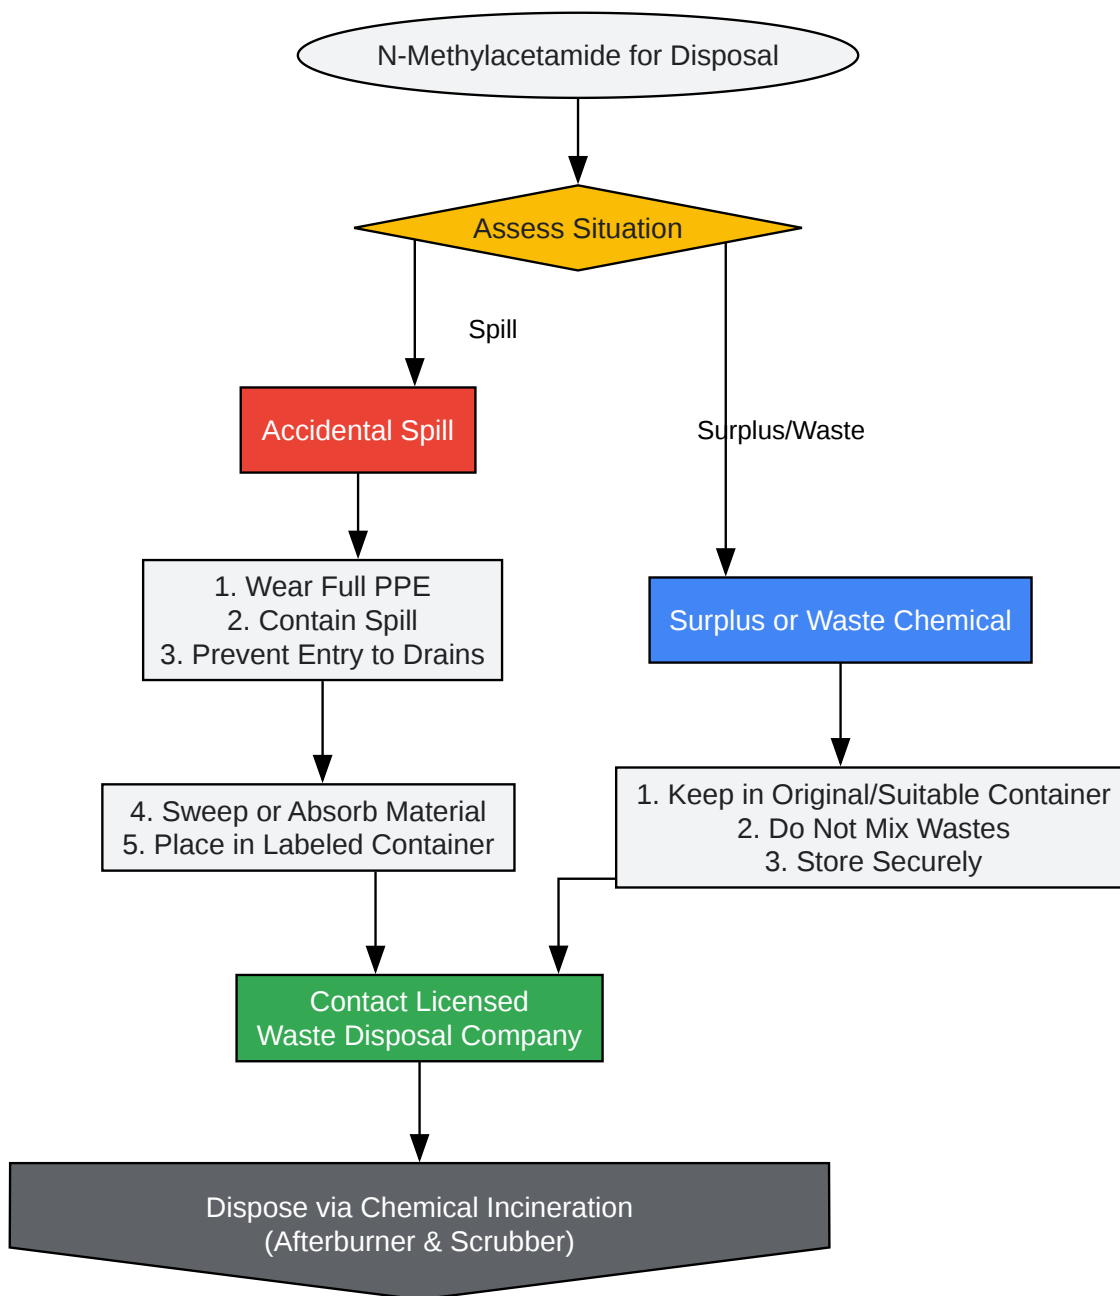 N-Methylacetamide for Disposal
Assess Situation
Spill
Accidental Spill
Surplus/Waste
1. Wear Full PPE
2. Contain Spill
3. Prevent Entry to Drains
Surplus or Waste Chemical
4. Sweep or Absorb Material
5. Place in Labeled Container
1. Keep in Original/Suitable Container
2. Do Not Mix Wastes
3. Store Securely
Contact Licensed
Waste Disposal Company
Dispose via Chemical Incineration
(Afterburner & Scrubber)